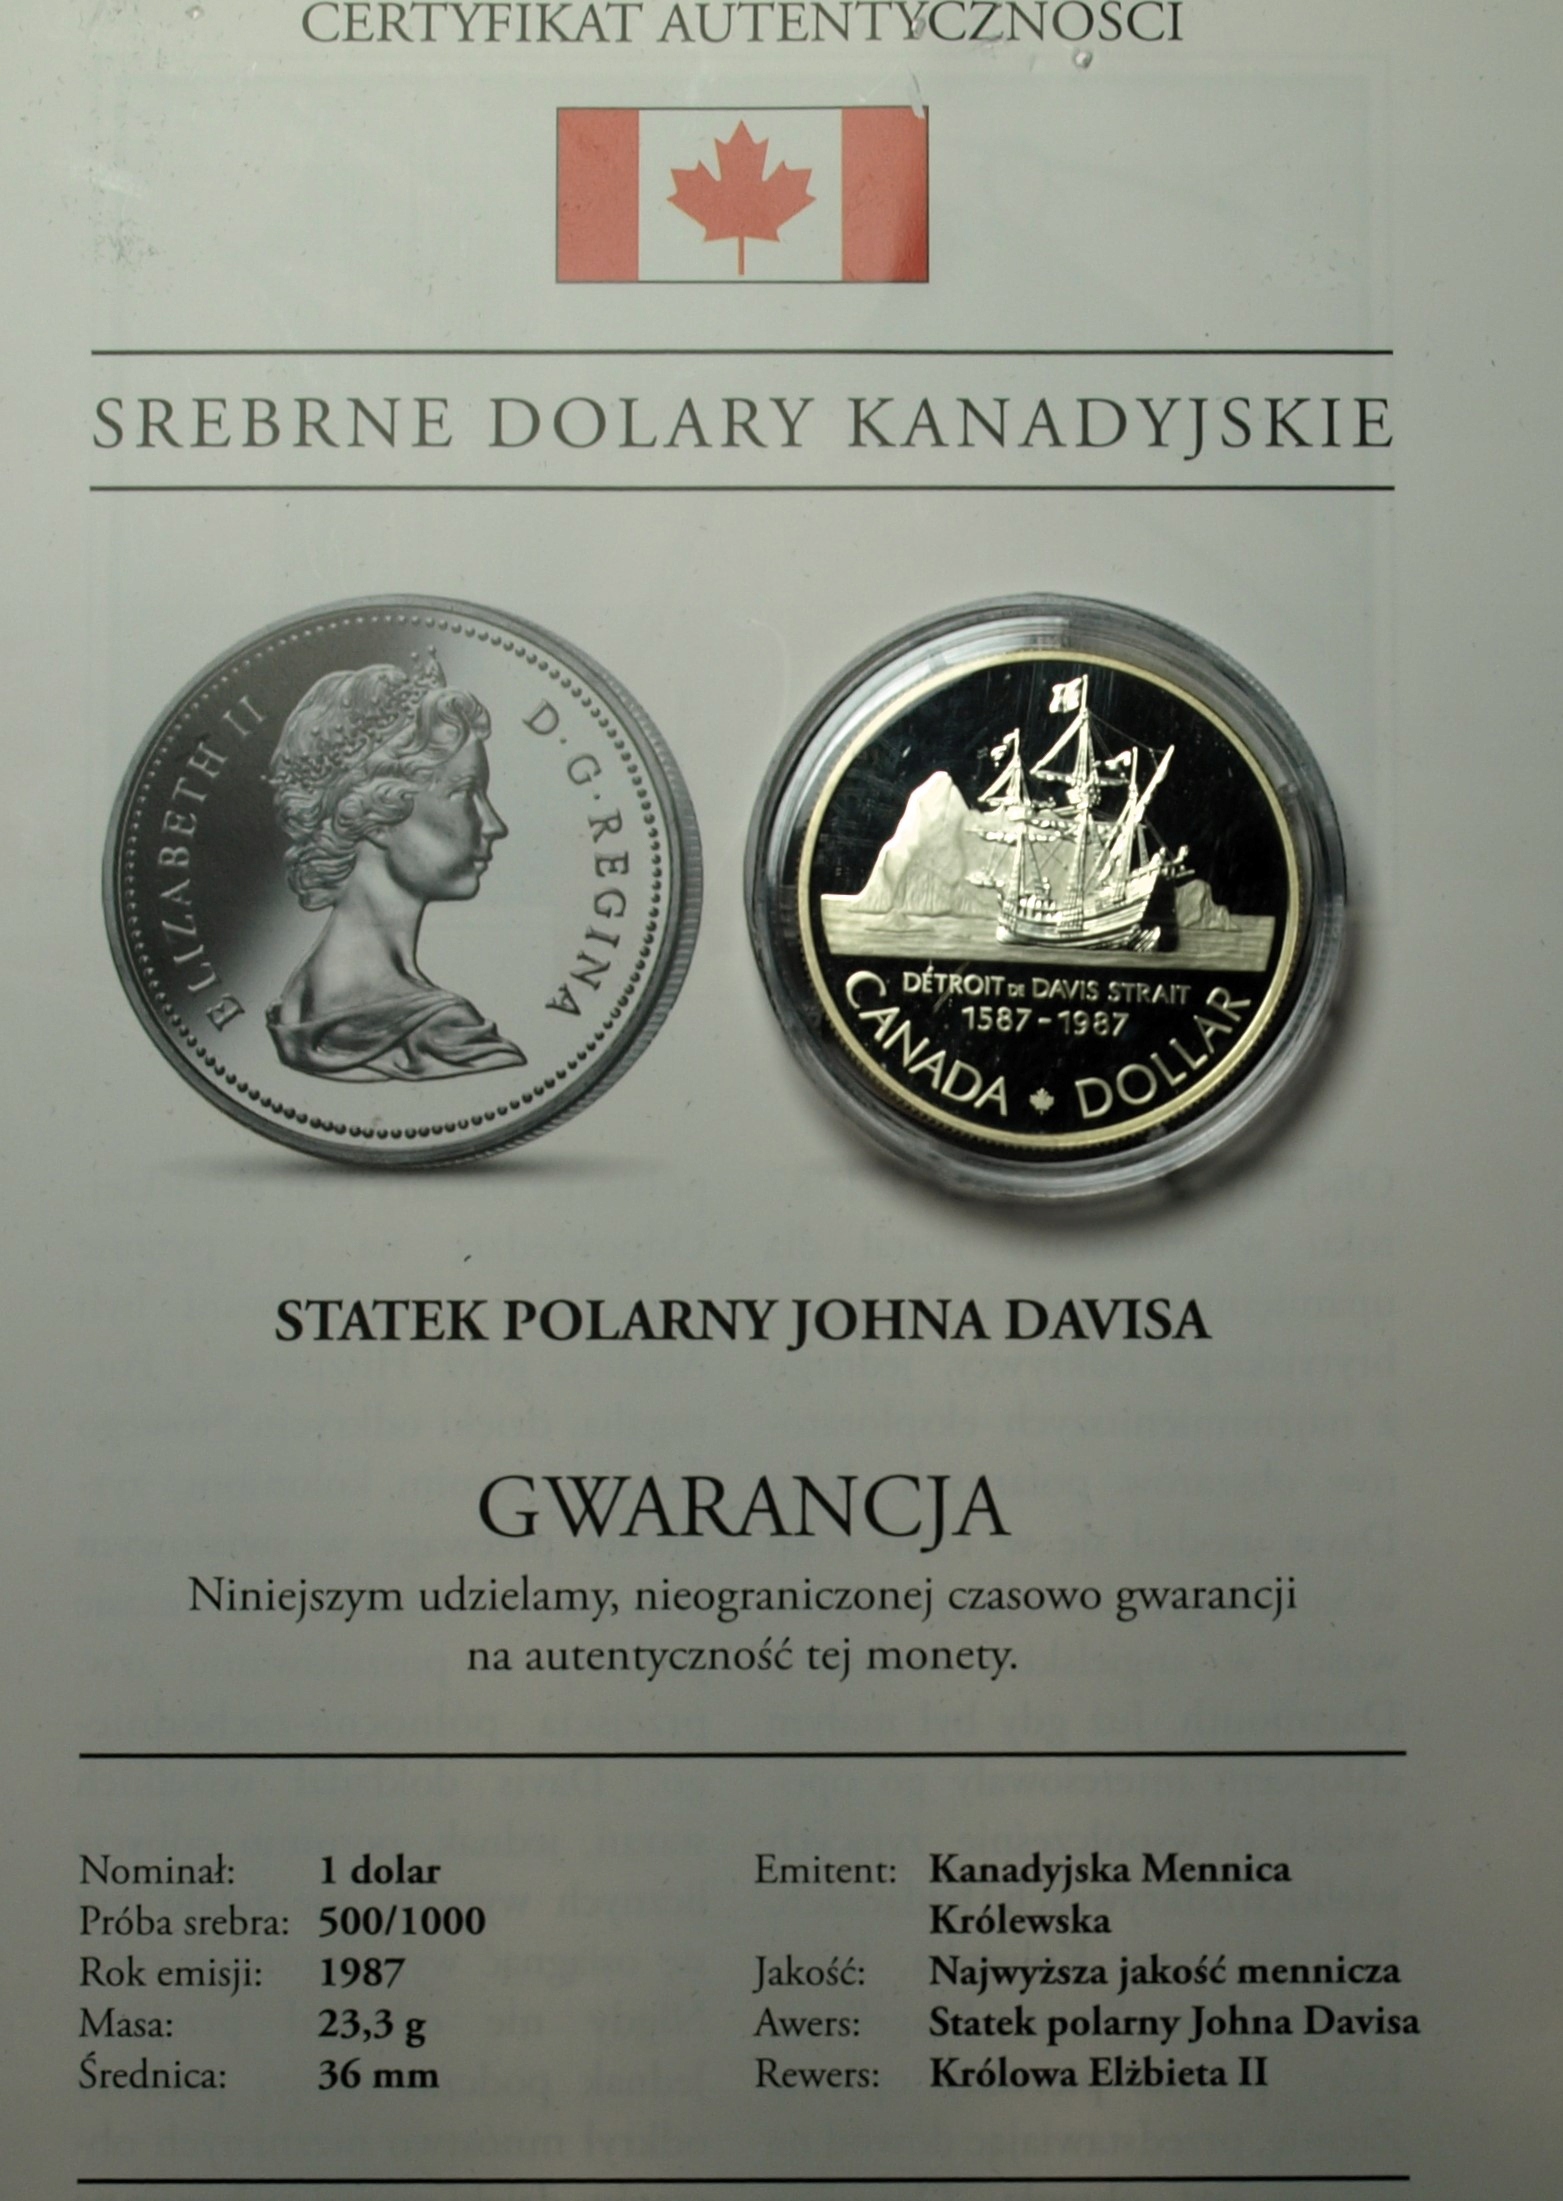 CERTYFIKAT AUTENTYCZNOŚCI
SREBRNE DOLARY KANADYJSKIE
ELIZABETH II D·G·REGINA
DÉTROIT DE DAVIS STRAIT
1587-1987
CANADA DOLLAR
STATEK POLARNY JOHNA DAVISA
GWARANCJA
Niniejszym udzielamy, nieograniczonej czasowo gwarancji
na autentyczność tej monety.
Nominał: 1 dolar
Próba srebra: 500/1000
Rok emisji: 1987
Masa: 23,3 g
Średnica: 36 mm
Emitent: Kanadyjska Mennica
Królewska
Jakość: Najwyższa jakość mennicza
Awers: Statek polarny Johna Davisa
Rewers: Królowa Elżbieta II